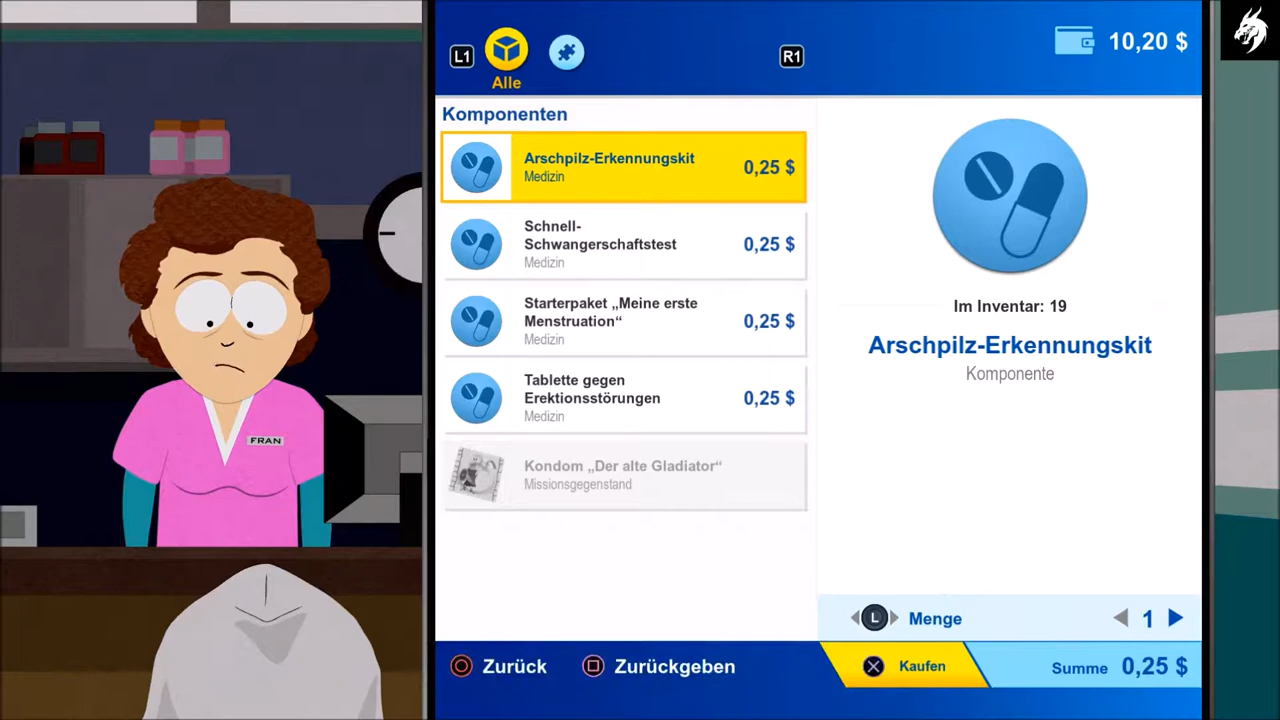 L1
R1
10,20 $
Alle
Komponenten
Arschpilz-Erkennungskit
Medizin
0,25 $
Schnell-
Schwangerschaftstest
Medizin
0,25 $
Starterpaket „Meine erste
Menstruation“
Medizin
0,25 $
Tablette gegen
Erektionsstörungen
Medizin
0,25 $
Kondom „Der alte Gladiator“
Missionsgegenstand
Im Inventar: 19
Arschpilz-Erkennungskit
Komponente
FRAN
L Menge 1
Zurück
Zurückgeben
Kaufen
Summe 0,25 $